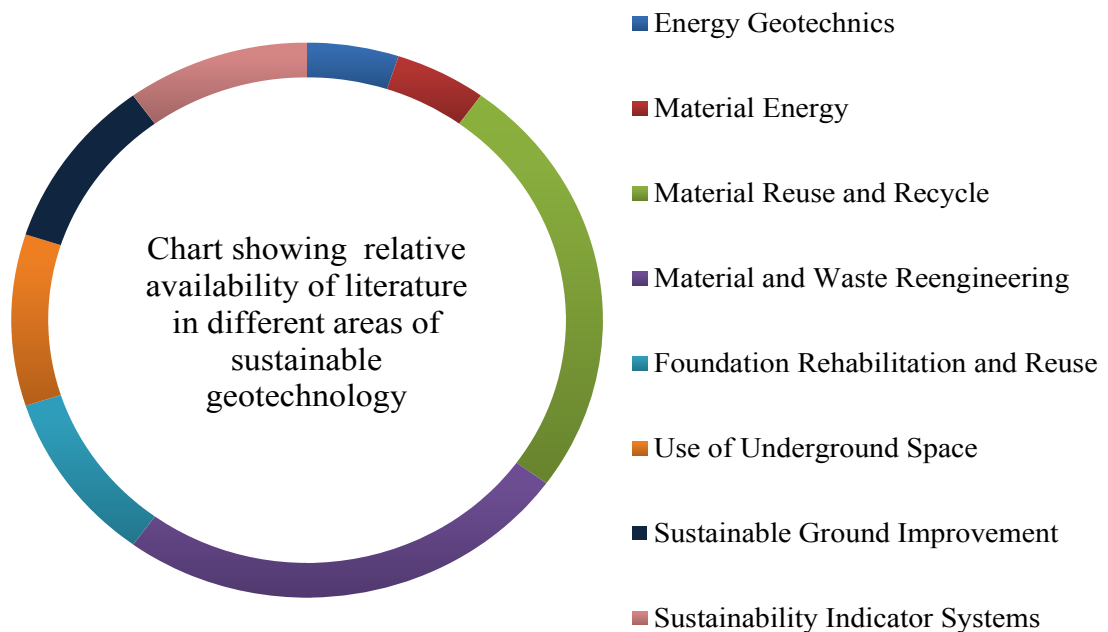 Chart showing  relative
availability of literature
in different areas of
sustainable
geotechnology
Energy Geotechnics
Material Energy
Material Reuse and Recycle
Material and Waste Reengineering
Foundation Rehabilitation and Reuse
Use of Underground Space
Sustainable Ground Improvement
Sustainability Indicator Systems